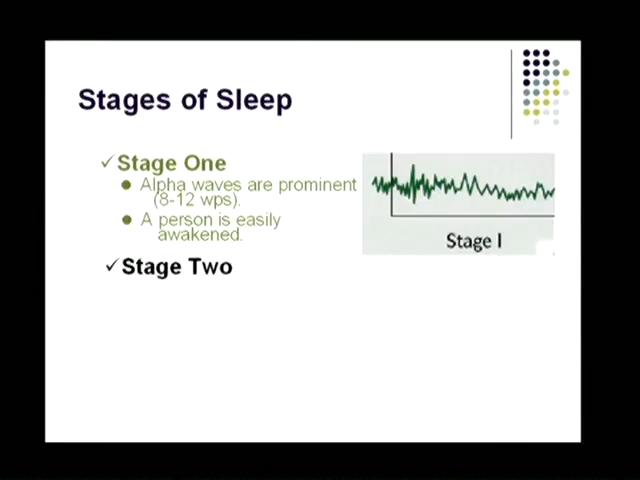 Stages of Sleep
✓Stage One
● Alpha waves are prominent
(8-12 wps).
● A person is easily
awakened.
✓Stage Two
Stage I